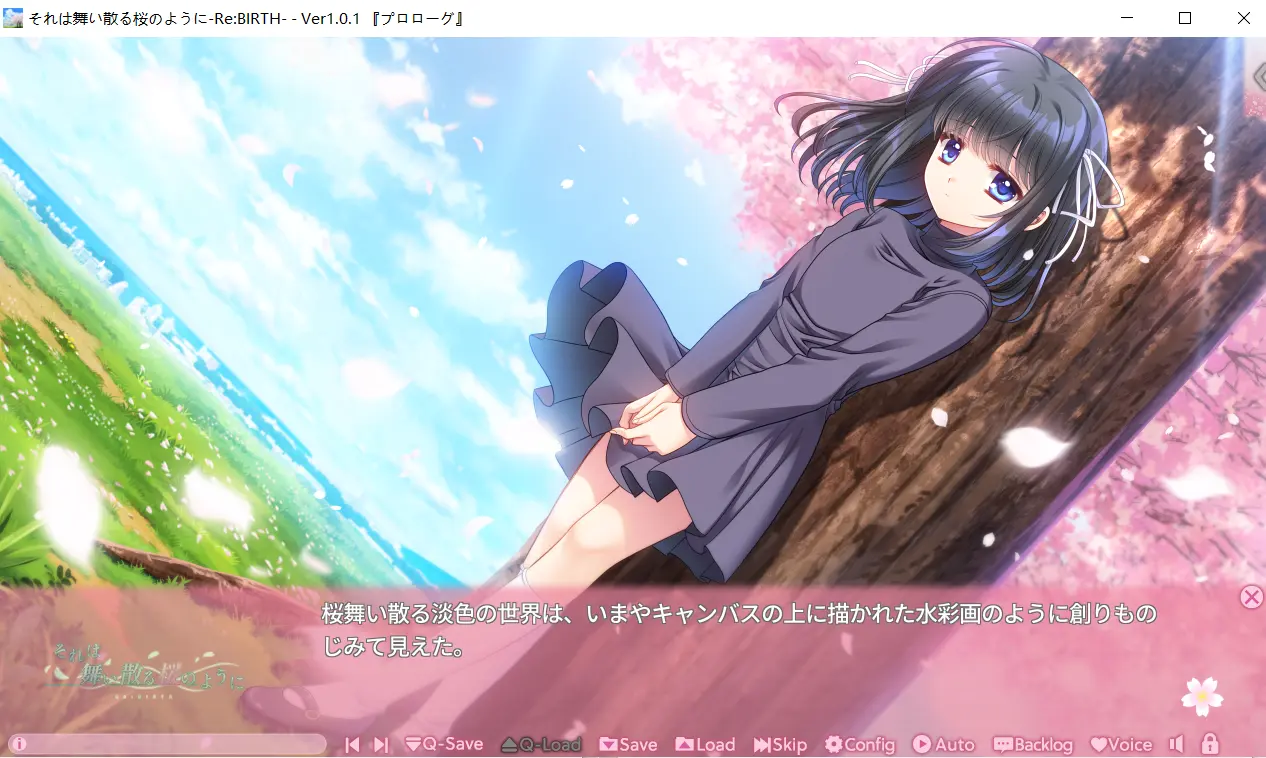 それは舞い散る桜のように-Re:BIRTH- - Ver1.0.1 『プロローグ』
桜舞い散る淡色の世界は、いまやキャンバスの上に描かれた水彩画のように創りもの
じみて見えた。
それは
舞い散る桜のように
Q-Save Q-Load Save Load Skip Config Auto Backlog Voice